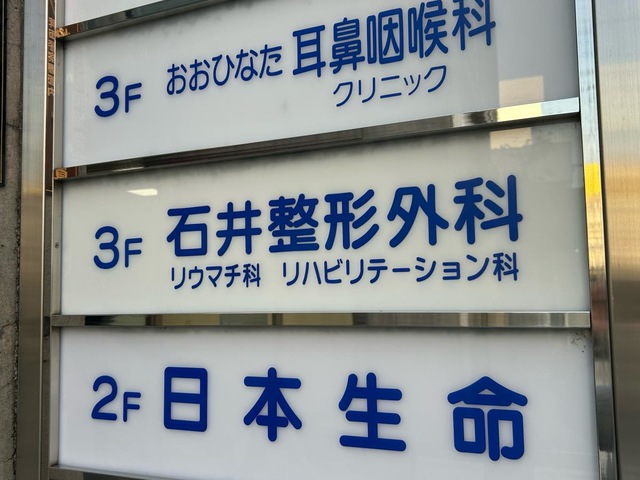 3F おおひなた 耳鼻咽喉科
クリニック
3F 石井整形外科
リウマチ科 リハビリテーション科
2F 日本生命